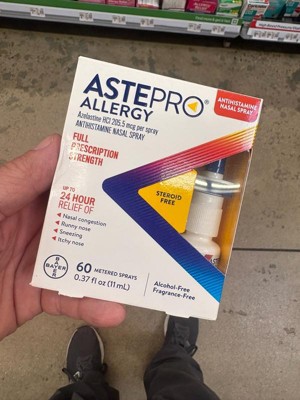 ASTEPRO®
ALLERGY
Azelastine HCl 205.5 mcg per spray
ANTIHISTAMINE NASAL SPRAY
ANTIHISTAMINE
NASAL SPRAY
FULL
PRESCRIPTION
STRENGTH
STEROID
FREE
UP TO
24 HOUR
RELIEF OF
Nasal congestion
Runny nose
Sneezing
Itchy nose
BAYER
BAYER
60 METERED SPRAYS
0.37 fl oz (11 mL)
Alcohol-Free
Fragrance-Free